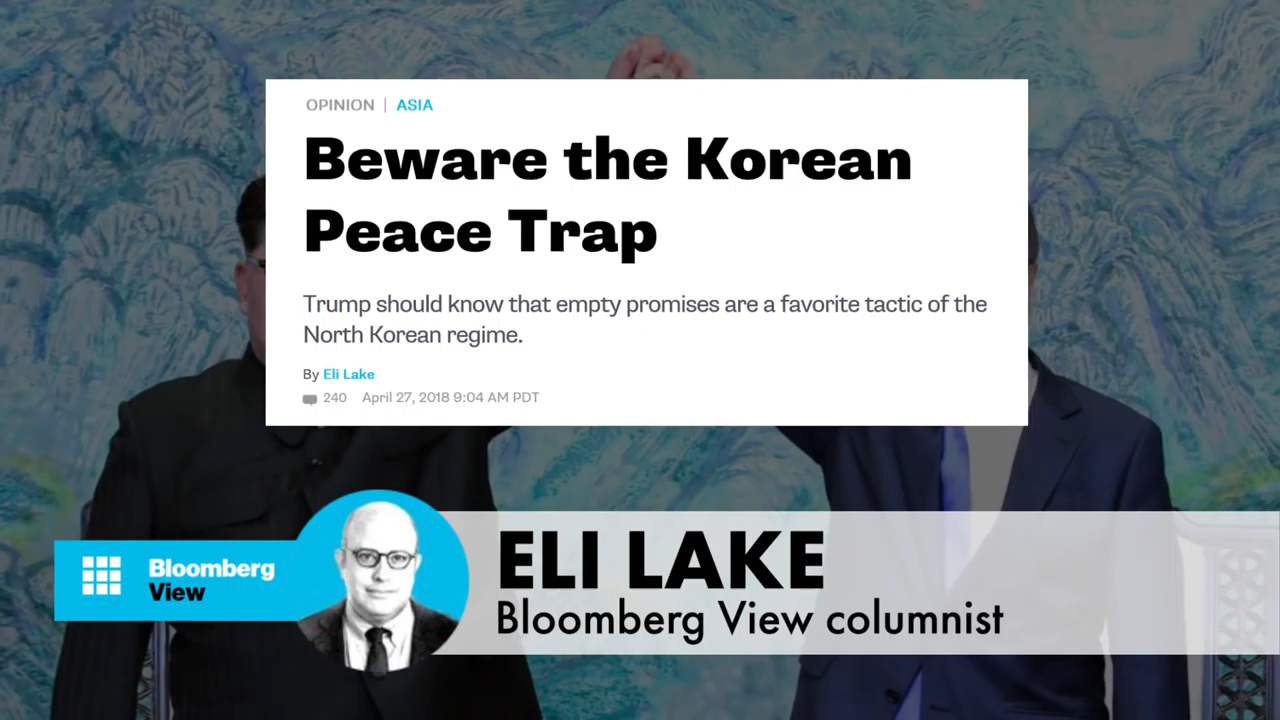 OPINION | ASIA
Beware the Korean
Peace Trap
Trump should know that empty promises are a favorite tactic of the
North Korean regime.
By Eli Lake
240 April 27, 2018 9:04 AM PDT
Bloomberg
View
ELI LAKE
Bloomberg View columnist